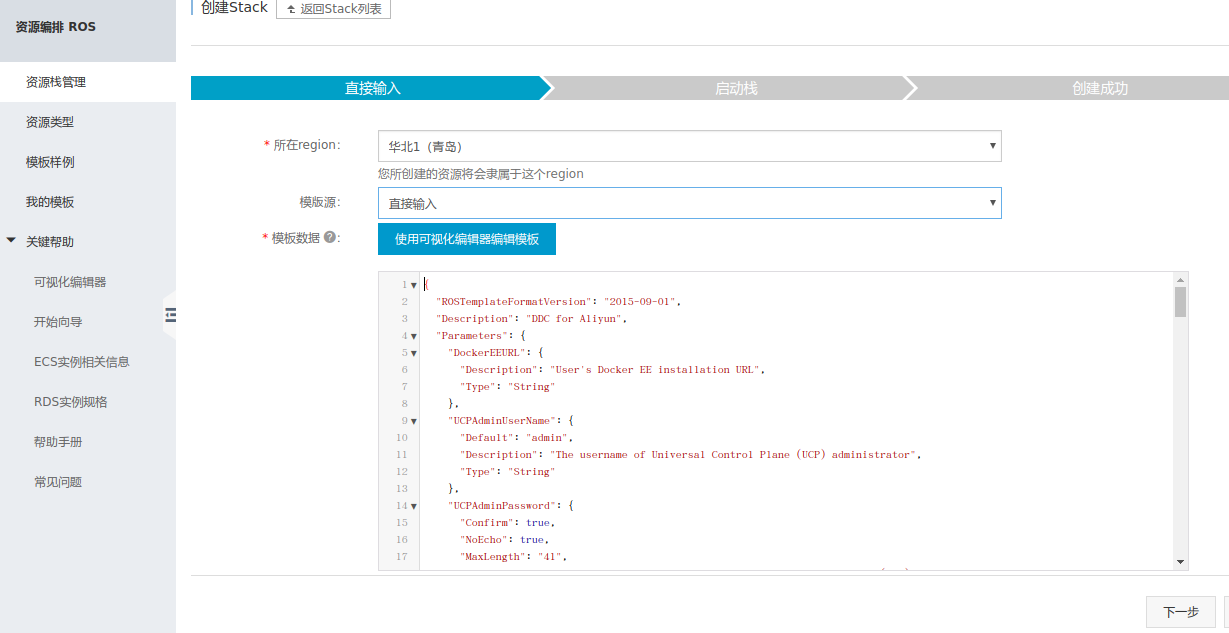 资源编排 ROS
资源栈管理
资源类型
模板样例
我的模板
关键帮助
可视化编辑器
开始向导
ECS实例相关信息
RDS实例规格
帮助手册
常见问题
创建Stack 返回Stack列表
直接输入 启动栈 创建成功
* 所在region: 华北1（青岛）
您所创建的资源将会隶属于这个region
模版源: 直接输入
* 模板数据 ?: 使用可视化编辑器编辑模板
1 {
2 "ROSTemplateFormatVersion": "2015-09-01",
3 "Description": "DDC for Aliyun",
4 "Parameters": {
5 "DockerEEURL": {
6 "Description": "User's Docker EE installation URL",
7 "Type": "String"
8 },
9 "UCPAdminUserName": {
10 "Default": "admin",
11 "Description": "The username of Universal Control Plane (UCP) administrator",
12 "Type": "String"
13 },
14 "UCPAdminPassword": {
15 "Confirm": true,
16 "NoEcho": true,
17 "MaxLength": "41",
下一步